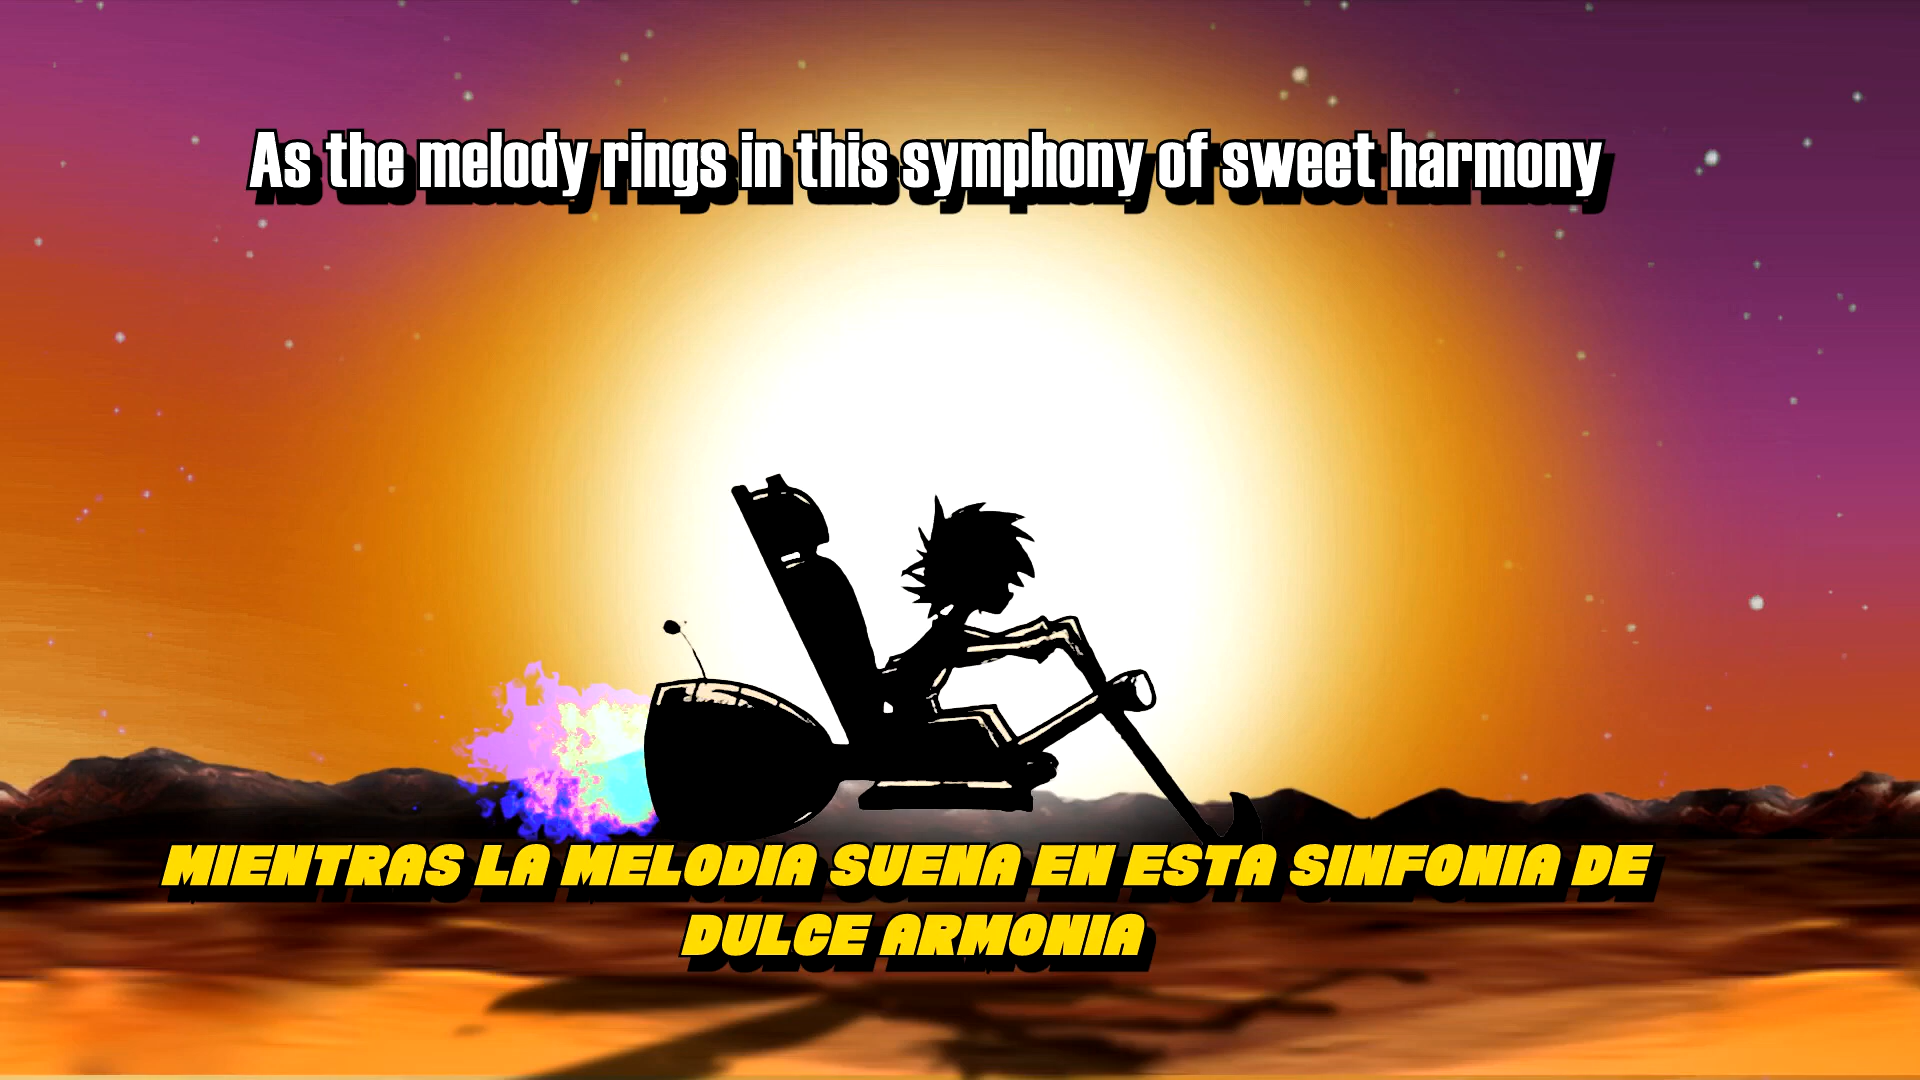 As the melody rings in this symphony of sweet harmony
MIENTRAS LA MELODIA SUENA EN ESTA SINFONIA DE
DULCE ARMONIA